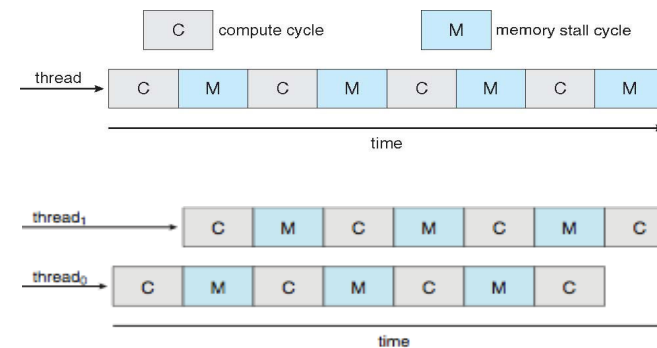 C compute cycle M memory stall cycle
thread C M C M C M C M
time
thread₁ C M C M C M C
thread₀ C M C M C M C
time